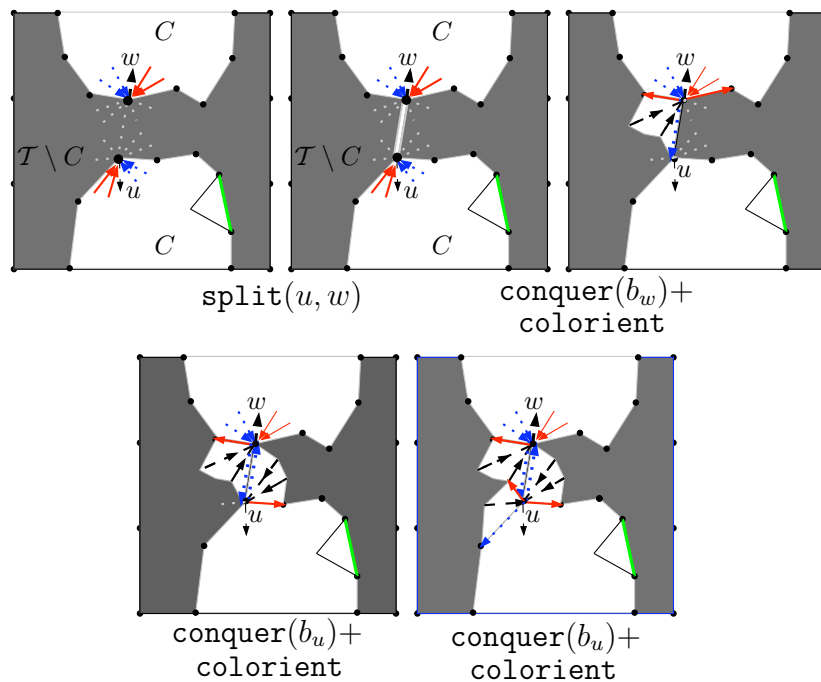 C
C
w
w
w
𝒯 \ C
𝒯 \ C
u
u
u
C
C
split(u, w)
conquer(b_w)+
colorient
w
w
u
u
conquer(b_u)+
colorient
conquer(b_u)+
colorient